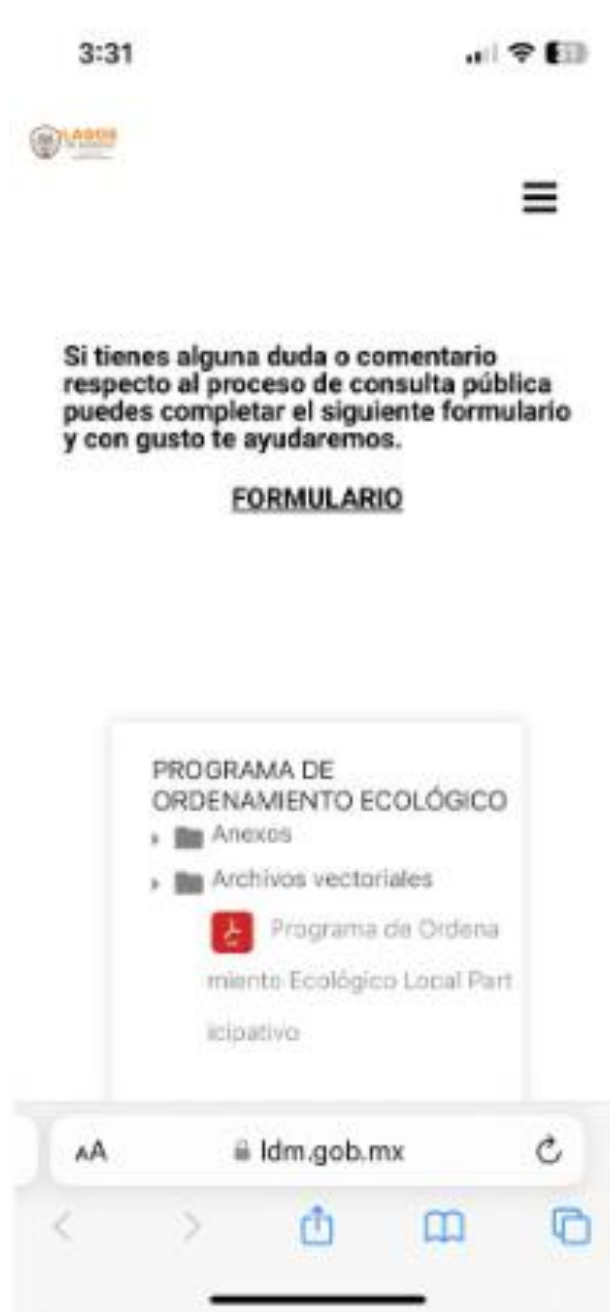 3:31
LAGOS
Si tienes alguna duda o comentario
respecto al proceso de consulta pública
puedes completar el siguiente formulario
y con gusto te ayudaremos.
FORMULARIO
PROGRAMA DE
ORDENAMIENTO ECOLÓGICO
Anexos
Archivos vectoriales
Programa de Ordena
miento Ecológico Local Part
icipativo
AA
ldm.gob.mx